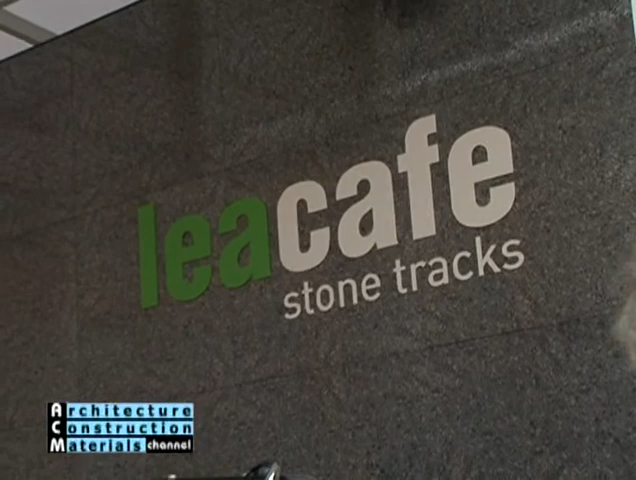 leacafe
stone tracks
Architecture
Construction
Materials channel